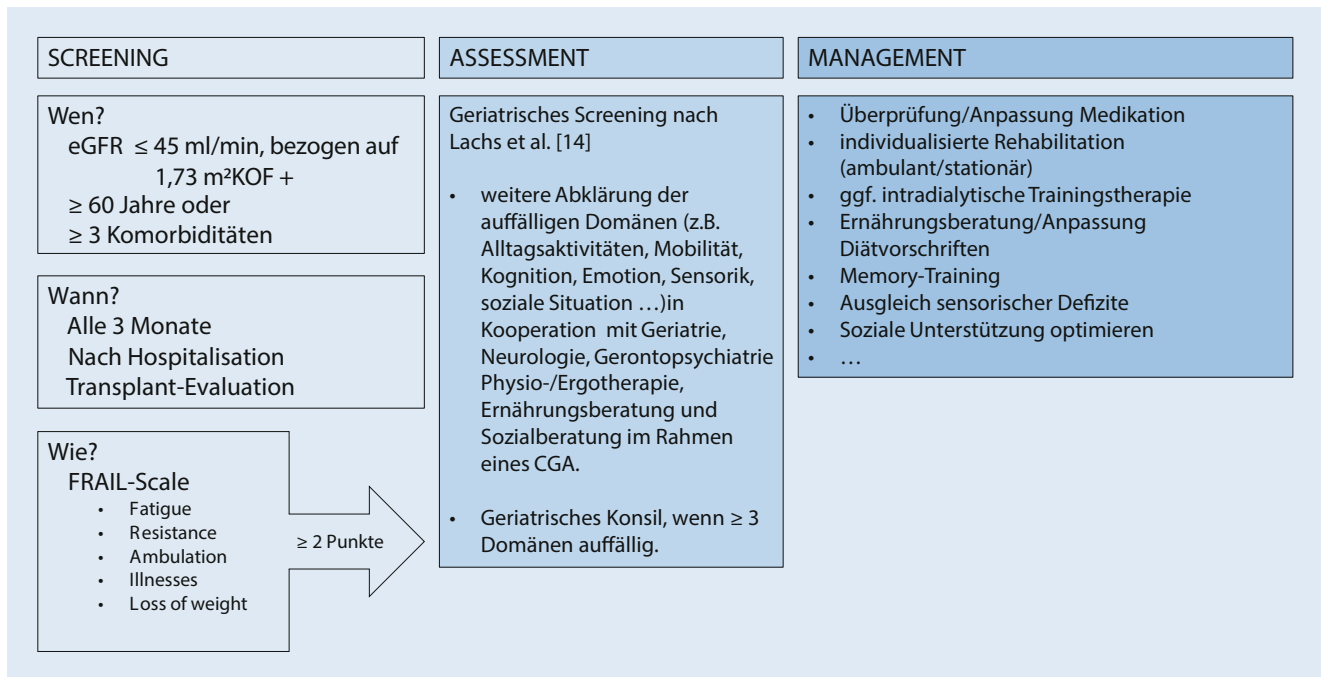 SCREENING
Wen?
eGFR ≤ 45 ml/min, bezogen auf
1,73 m²KOF +
≥ 60 Jahre oder
≥ 3 Komorbiditäten
Wann?
Alle 3 Monate
Nach Hospitalisation
Transplant-Evaluation
Wie?
FRAIL-Scale
• Fatigue
• Resistance
• Ambulation
• Illnesses
• Loss of weight
≥ 2 Punkte
ASSESSMENT
Geriatrisches Screening nach
Lachs et al. [14]
• weitere Abklärung der
auffälligen Domänen (z.B.
Alltagsaktivitäten, Mobilität,
Kognition, Emotion, Sensorik,
soziale Situation …)in
Kooperation mit Geriatrie,
Neurologie, Gerontopsychiatrie
Physio-/Ergotherapie,
Ernährungsberatung und
Sozialberatung im Rahmen
eines CGA.
• Geriatrisches Konsil, wenn ≥ 3
Domänen auffällig.
MANAGEMENT
• Überprüfung/Anpassung Medikation
• individualisierte Rehabilitation
(ambulant/stationär)
• ggf. intradialytische Trainingstherapie
• Ernährungsberatung/Anpassung
Diätvorschriften
• Memory-Training
• Ausgleich sensorischer Defizite
• Soziale Unterstützung optimieren
• …